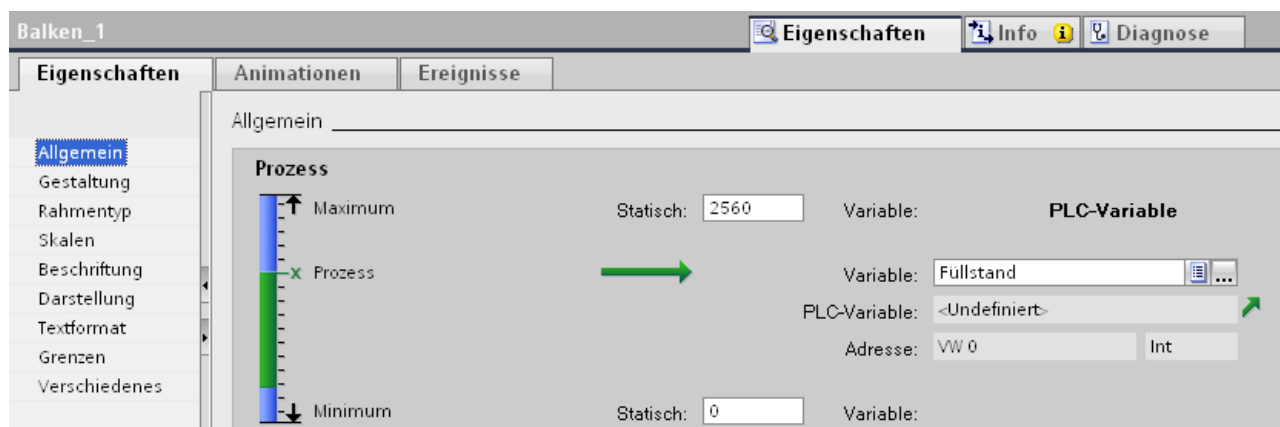 Balken_1 Eigenschaften Info Diagnose
Eigenschaften Animationen Ereignisse
Allgemein
Allgemein
Gestaltung
Rahmentyp
Skalen
Beschriftung
Darstellung
Textformat
Grenzen
Verschiedenes
Prozess
Maximum Statisch: 2560 Variable: PLC-Variable
x Prozess Variable: Füllstand ...
PLC-Variable: <Undefiniert>
Adresse: VW 0 Int
Minimum Statisch: 0 Variable: